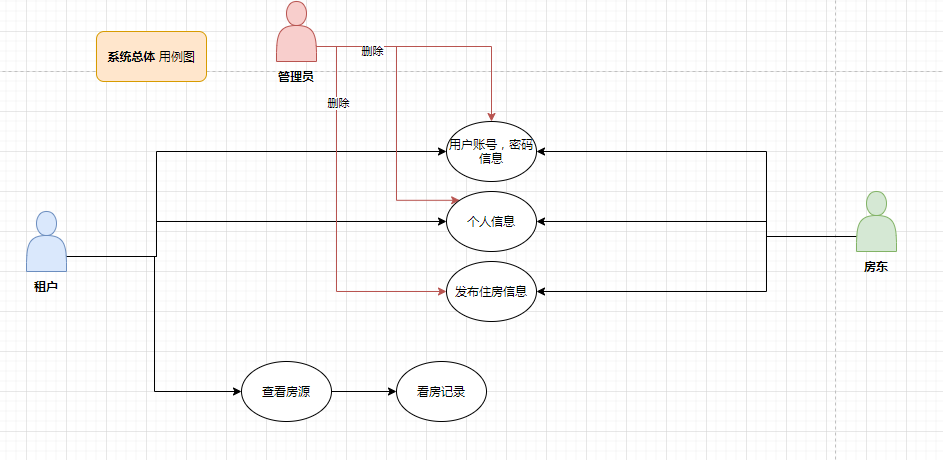 系统总体 用例图
管理员
删除
删除
用户账号，密码
信息
个人信息
租户
房东
发布住房信息
查看房源
看房记录